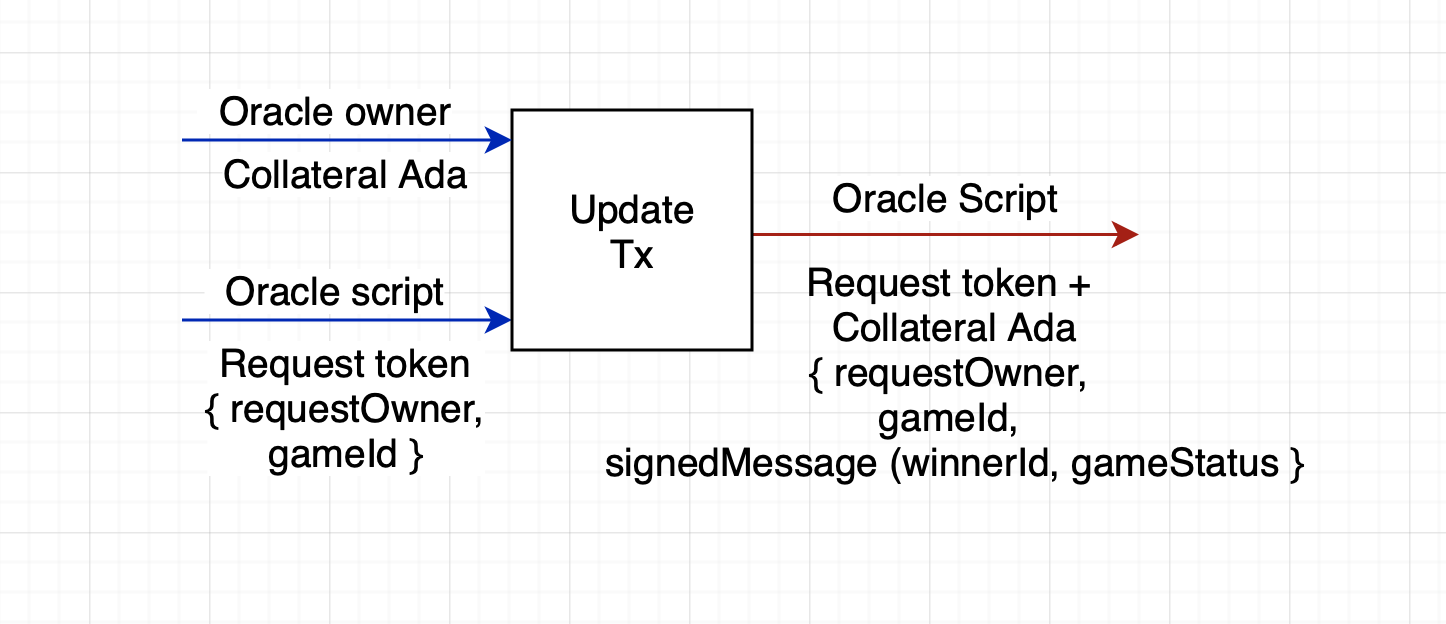 Oracle owner
Collateral Ada
Oracle script
Request token
{ requestOwner,
gameId }
Update
Tx
Oracle Script
Request token +
Collateral Ada
{ requestOwner,
gameId,
signedMessage (winnerId, gameStatus }